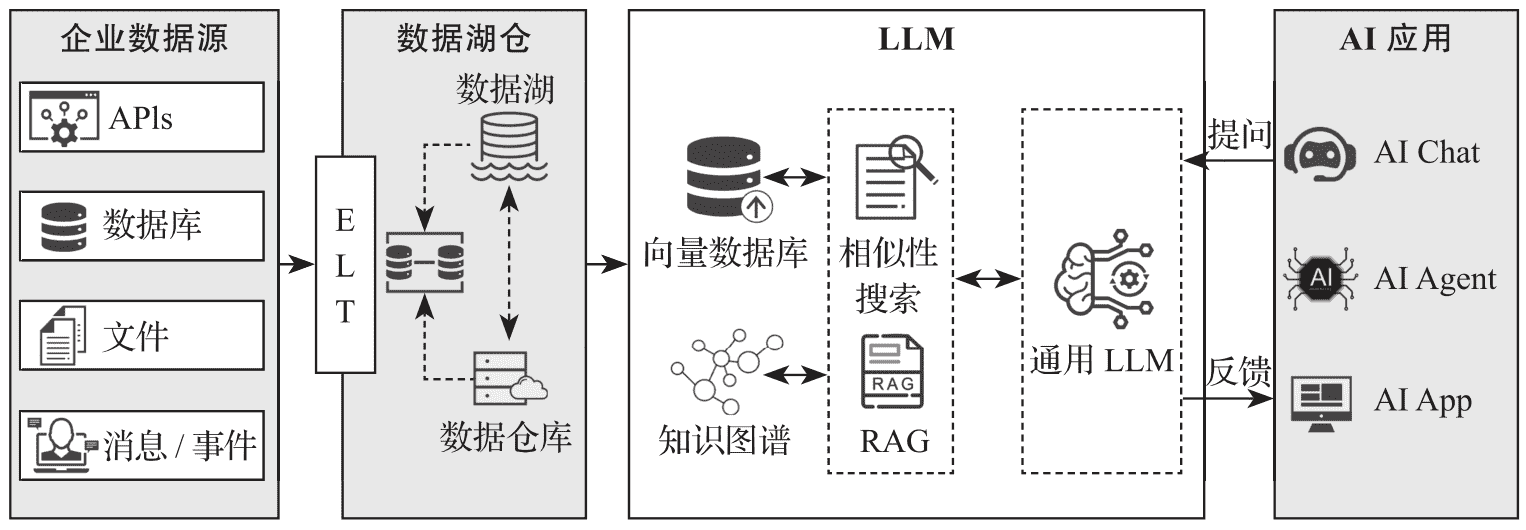 企业数据源
APIs
数据库
文件
消息 / 事件
E
L
T
数据湖仓
数据湖
数据仓库
LLM
向量数据库
知识图谱
相似性
搜索
RAG
RAG
通用 LLM
提问
反馈
AI 应用
AI Chat
AI
AI Agent
AI App